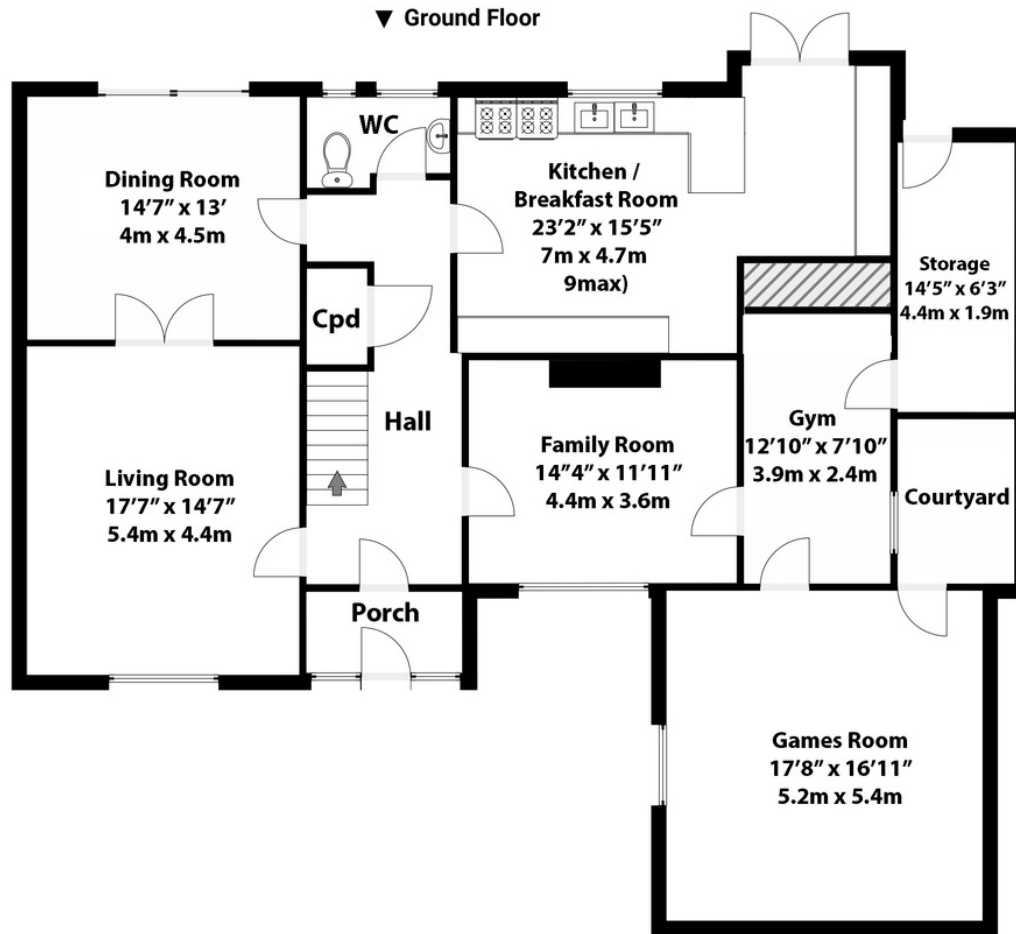 ▼ Ground Floor
WC
Dining Room
14’7” x 13’
4m x 4.5m
Kitchen /
Breakfast Room
23’2” x 15’5”
7m x 4.7m
9max)
Storage
14’5” x 6’3”
4.4m x 1.9m
Cpd
Hall
Living Room
17’7” x 14’7”
5.4m x 4.4m
Family Room
14”4” x 11’11”
4.4m x 3.6m
Gym
12’10” x 7’10”
3.9m x 2.4m
Courtyard
Porch
Games Room
17’8” x 16’11”
5.2m x 5.4m